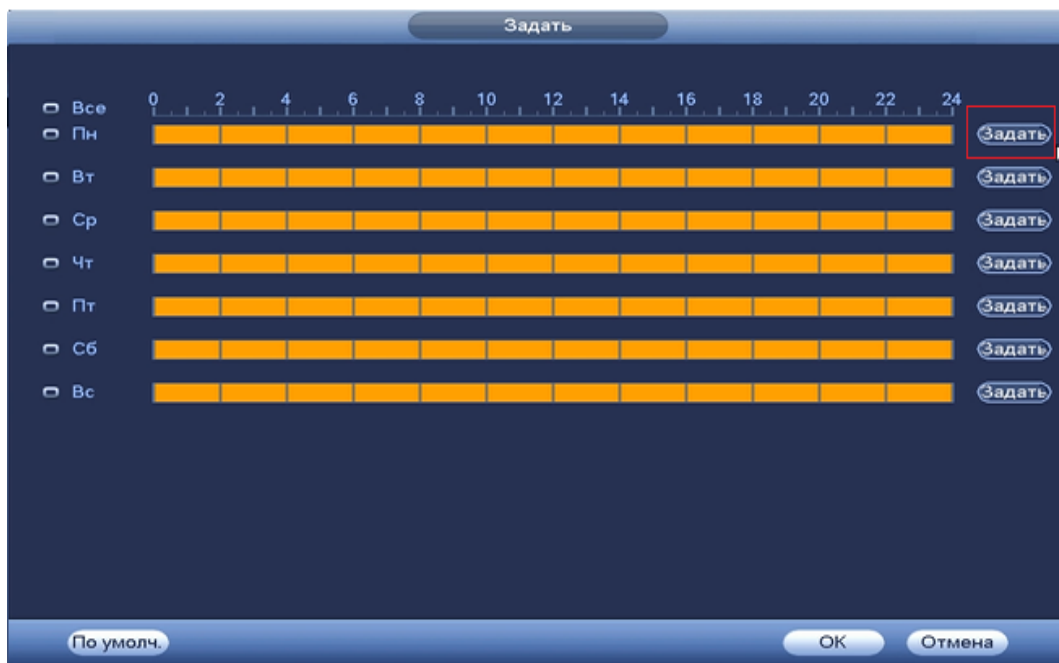 Задать
Все 0 2 4 6 8 10 12 14 16 18 20 22 24
Пн Задать
Вт Задать
Ср Задать
Чт Задать
Пт Задать
Сб Задать
Вс Задать
По умолч. OK Отмена